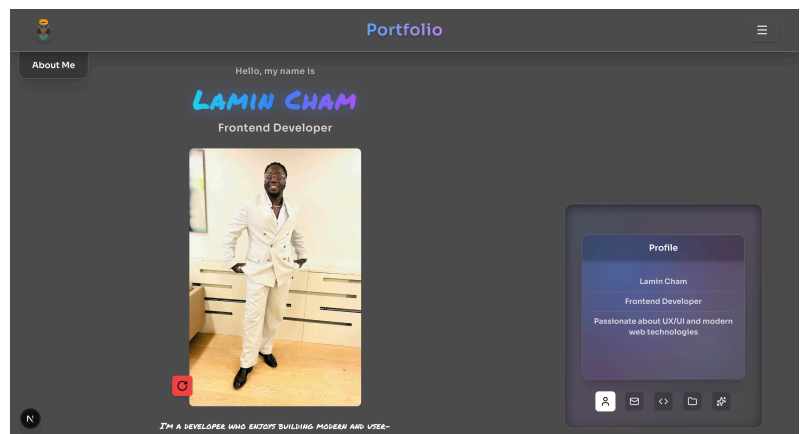 Portfolio
About Me
Hello, my name is
Lamin Cham
Frontend Developer
Profile
Lamin Cham
Frontend Developer
Passionate about UX/UI and modern
web technologies
N
I'm a developer who enjoys building modern and user-